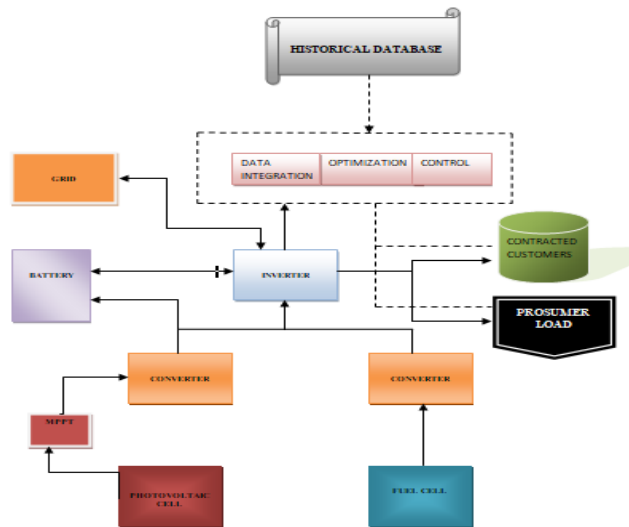 HISTORICAL DATABASE
DATA
INTEGRATION
OPTIMIZATION
CONTROL
GRID
BATTERY
INVERTER
CONTRACTED
CUSTOMERS
PROSUMER
LOAD
CONVERTER
CONVERTER
MPPT
PHOTOVOLTAIC
CELL
FUEL CELL